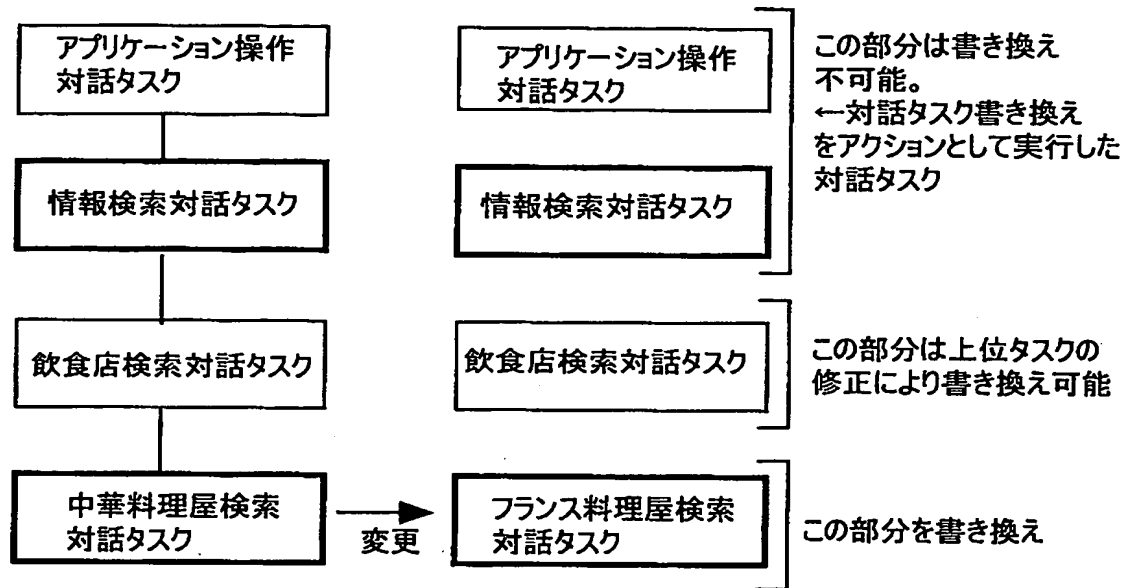 アプリケーション操作
対話タスク
情報検索対話タスク
飲食店検索対話タスク
中華料理屋検索
対話タスク
変更
アプリケーション操作
対話タスク
情報検索対話タスク
飲食店検索対話タスク
フランス料理屋検索
対話タスク
この部分は書き換え
不可能。
←対話タスク書き換え
をアクションとして実行した
対話タスク
この部分は上位タスクの
修正により書き換え可能
この部分を書き換え